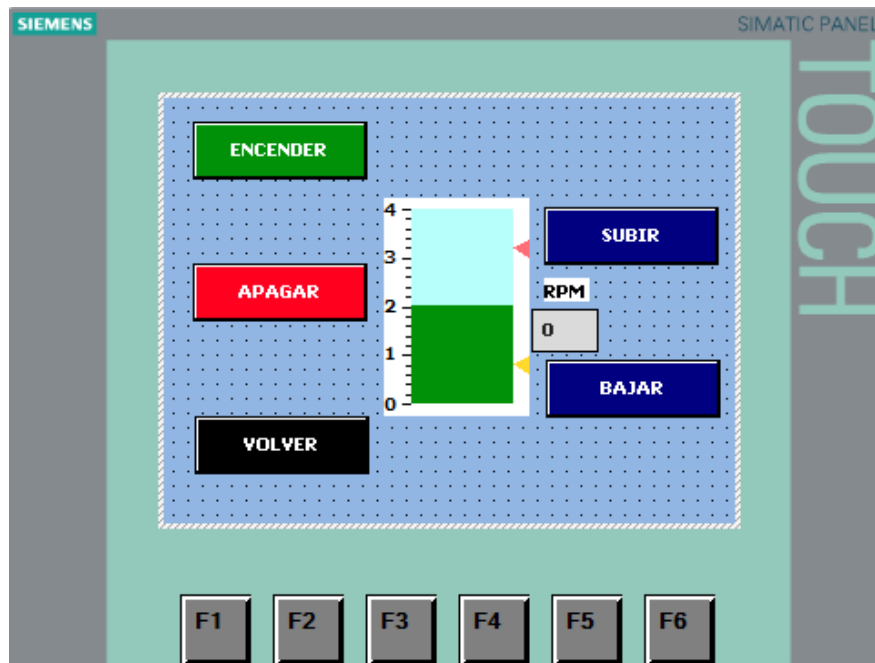 SIEMENS
SIMATIC PANEL
TOUCH
ENCENDER
4
3
2
1
0
SUBIR
APAGAR
RPM
0
BAJAR
VOLVER
F1
F2
F3
F4
F5
F6